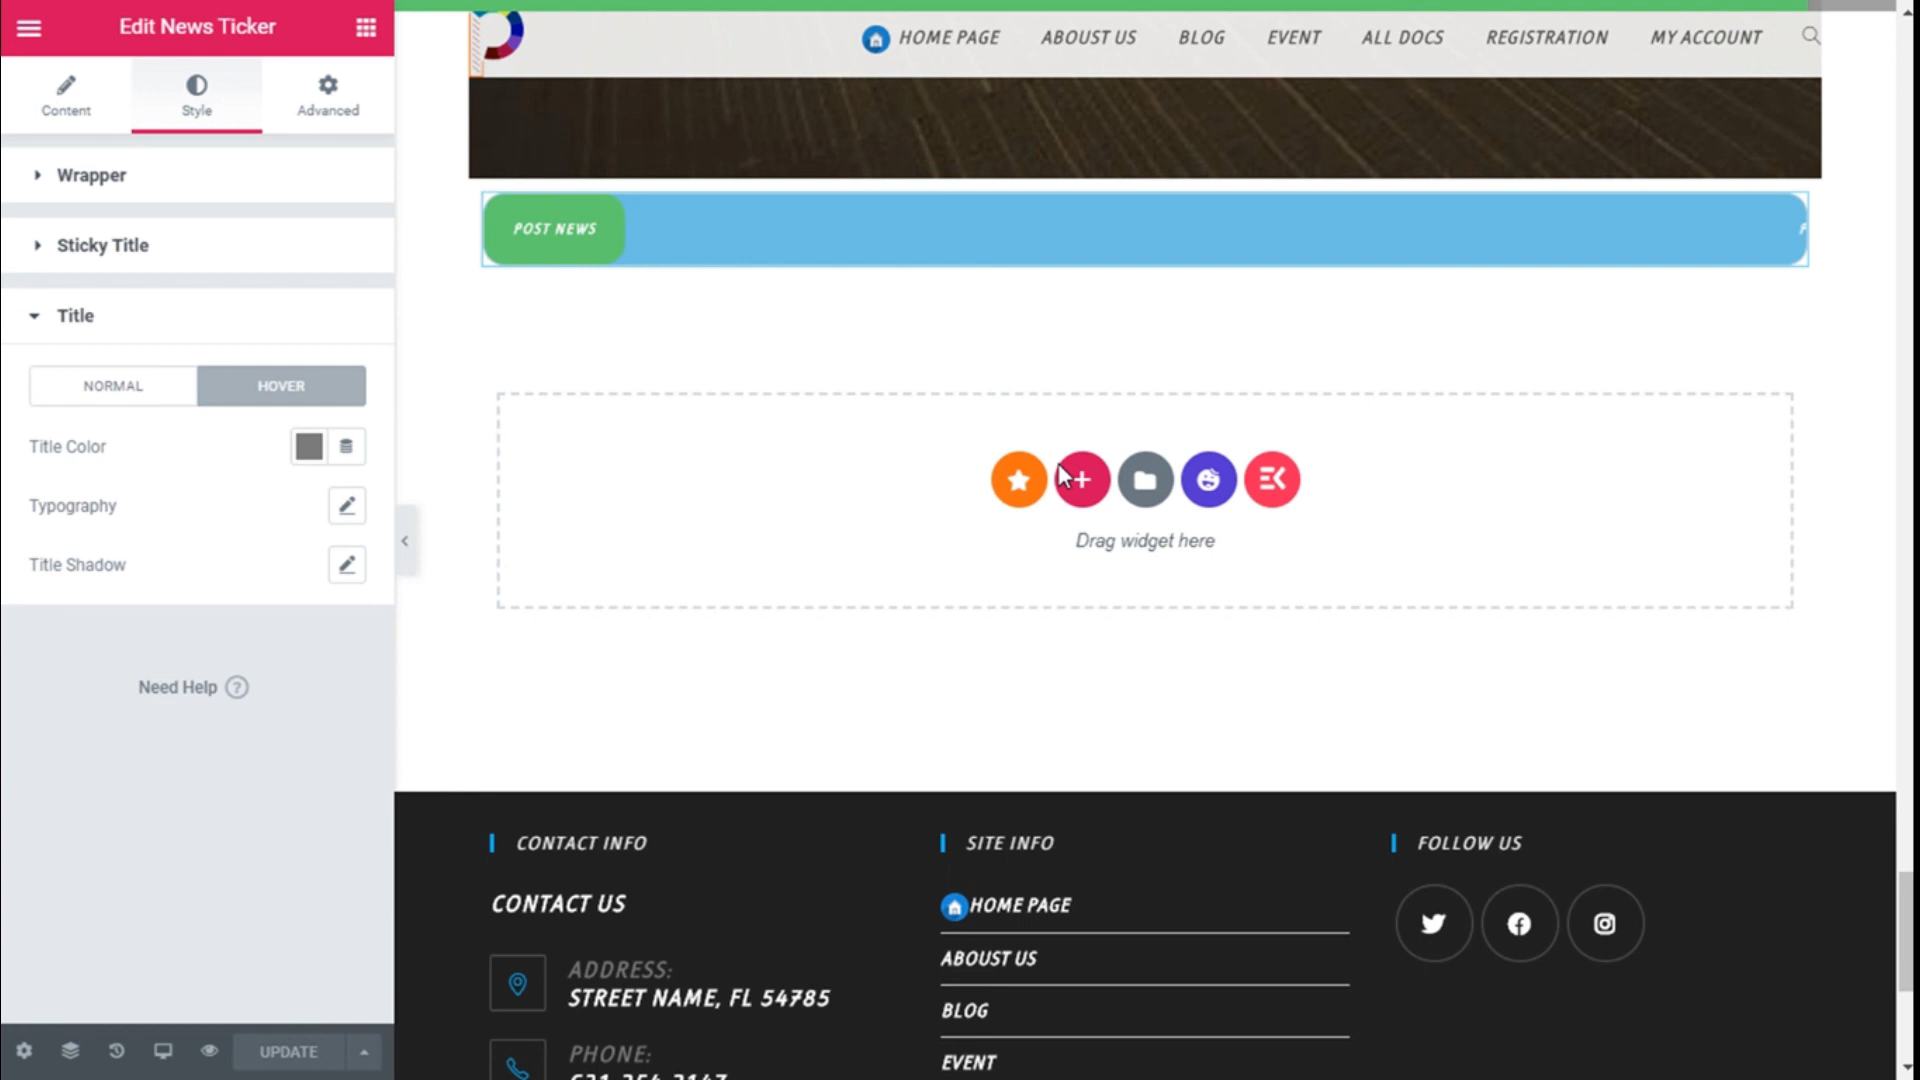 Edit News Ticker
Content
Style
Advanced
Wrapper
Sticky Title
Title
NORMAL
HOVER
Title Color
Typography
Title Shadow
Need Help ?
UPDATE
HOME PAGE
ABOUST US
BLOG
EVENT
ALL DOCS
REGISTRATION
MY ACCOUNT
POST NEWS
Drag widget here
CONTACT INFO
CONTACT US
ADDRESS:
STREET NAME, FL 54785
PHONE:
SITE INFO
HOME PAGE
ABOUST US
BLOG
EVENT
FOLLOW US